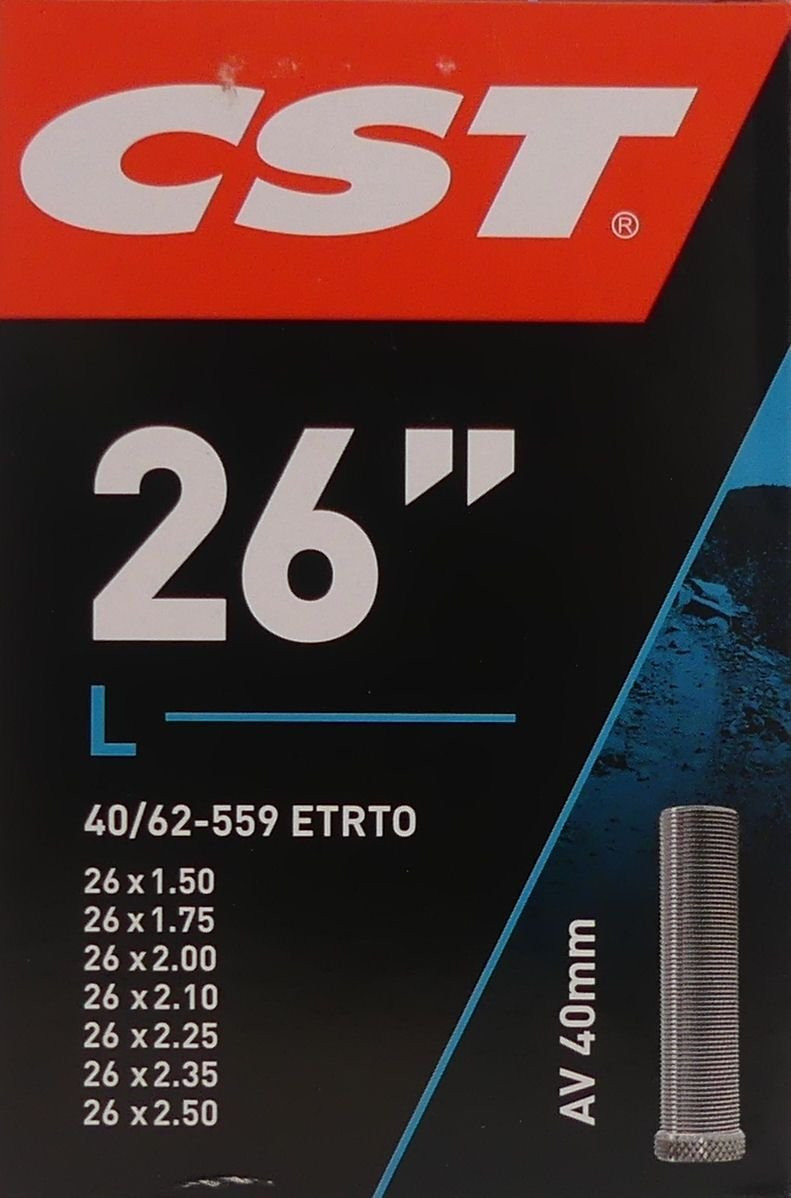 CST®
26”
L
40/62-559 ETRTO
26 x 1.50
26 x 1.75
26 x 2.00
26 x 2.10
26 x 2.25
26 x 2.35
26 x 2.50
AV 40mm